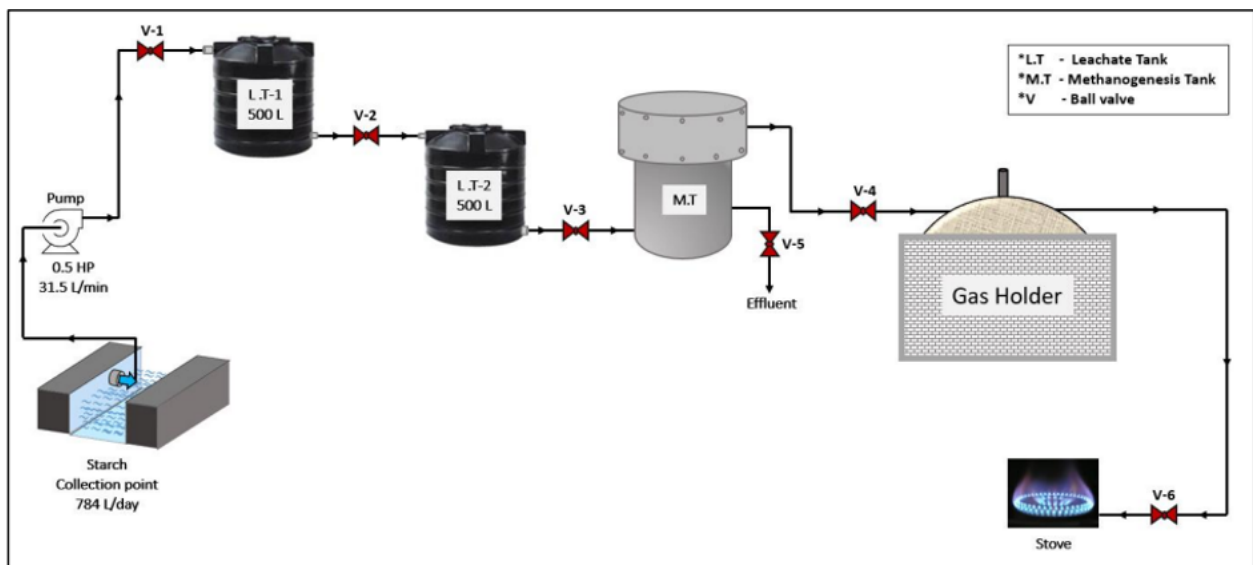 V-1
L .T-1
500 L
V-2
*L.T - Leachate Tank
*M.T - Methanogenesis Tank
*V - Ball valve
L .T-2
500 L
V-3
M.T
V-4
V-5
Effluent
Gas Holder
Pump
0.5 HP
31.5 L/min
Starch
Collection point
784 L/day
V-6
Stove